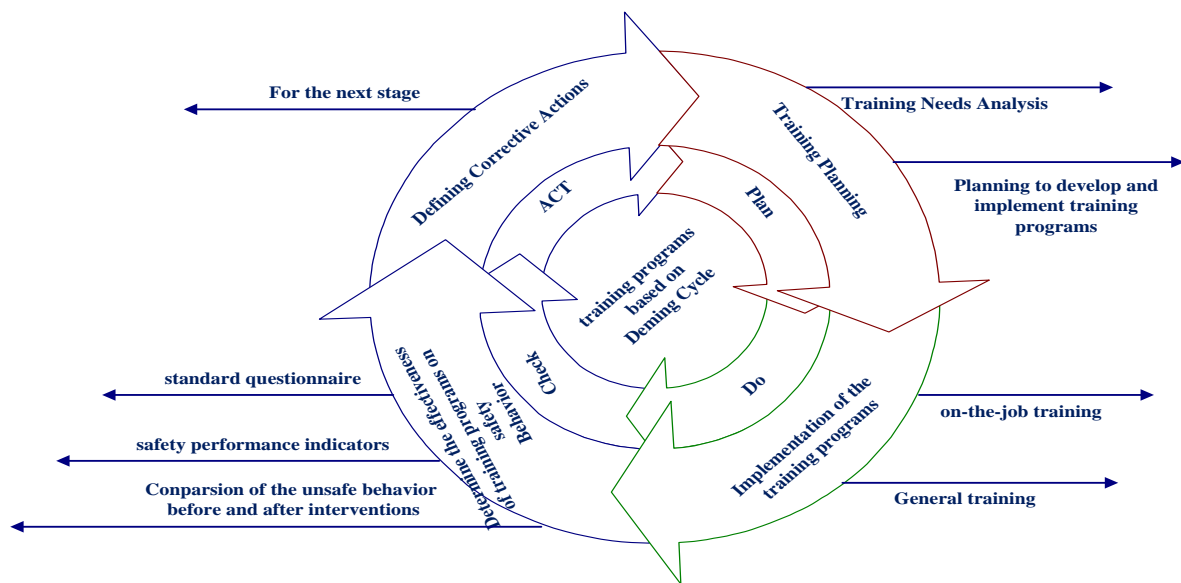 For the next stage
Training Needs Analysis
Planning to develop and
implement training
programs
Defining Corrective Actions
Training Planning
ACT
Plan
training programs
based on
Deming Cycle
Check
Do
Determine the effectiveness
of training programs on
safety
Behavior
Implementation of the
training programs
standard questionnaire
safety performance indicators
Conparsion of the unsafe behavior
before and after interventions
on-the-job training
General training